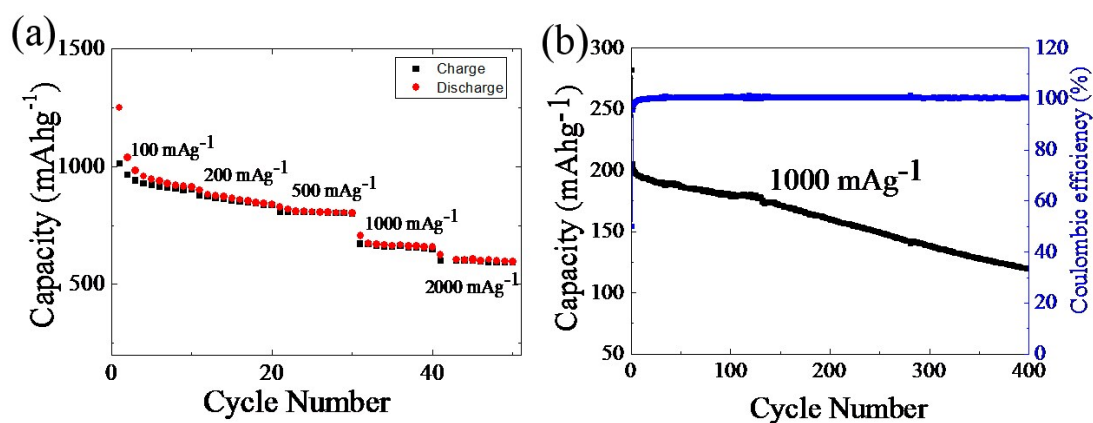 (a)
1500
1000
500
0
20
40
Capacity (mAhg-1)
Cycle Number
Charge
Discharge
100 mAg-1
200 mAg-1
500 mAg-1
1000 mAg-1
2000 mAg-1
(b)
300
250
200
150
100
50
0
100
200
300
400
Capacity (mAhg-1)
Cycle Number
1000 mAg-1
120
100
80
60
40
20
0
Coulombic efficiency (%)